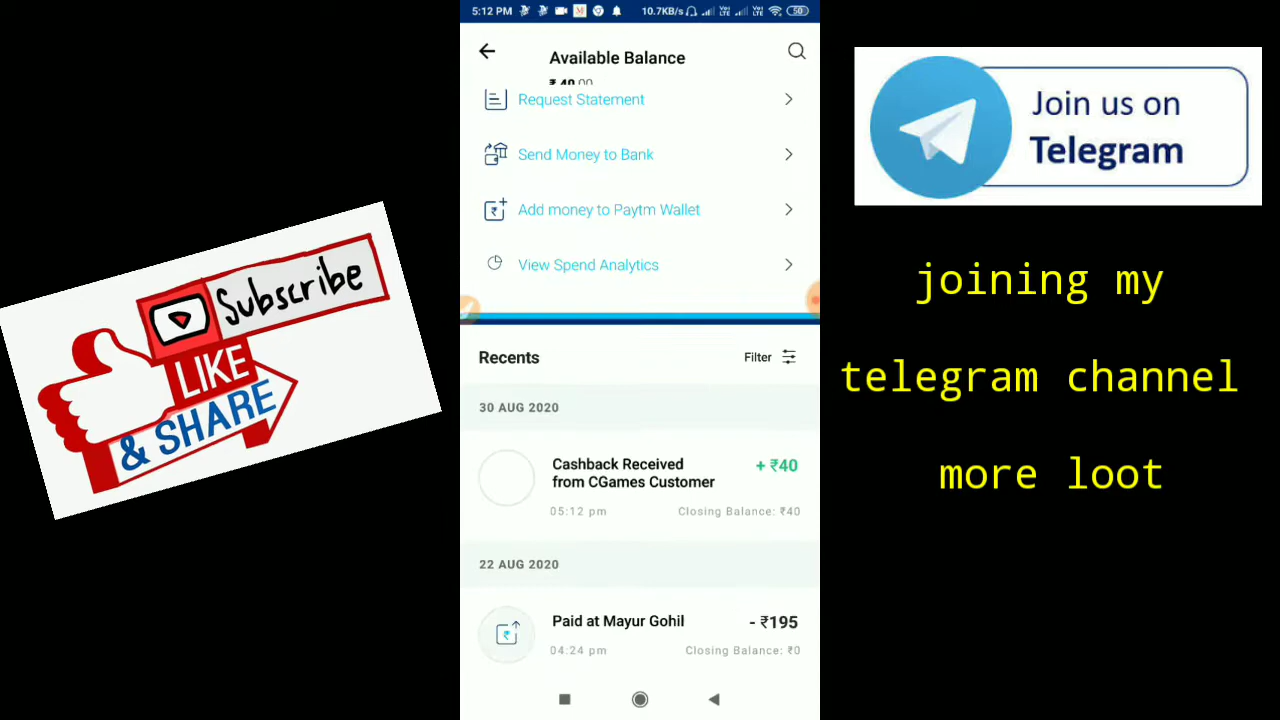 5:12 PM
10.7KB/s
50
Available Balance
₹ 40.00
Request Statement
Send Money to Bank
Add money to Paytm Wallet
View Spend Analytics
Recents
Filter
30 AUG 2020
Cashback Received
from CGames Customer
+ ₹40
05:12 pm
Closing Balance: ₹40
22 AUG 2020
Paid at Mayur Gohil
- ₹195
04:24 pm
Closing Balance: ₹0
Subscribe
LIKE
& SHARE
Join us on
Telegram
joining my
telegram channel
more loot